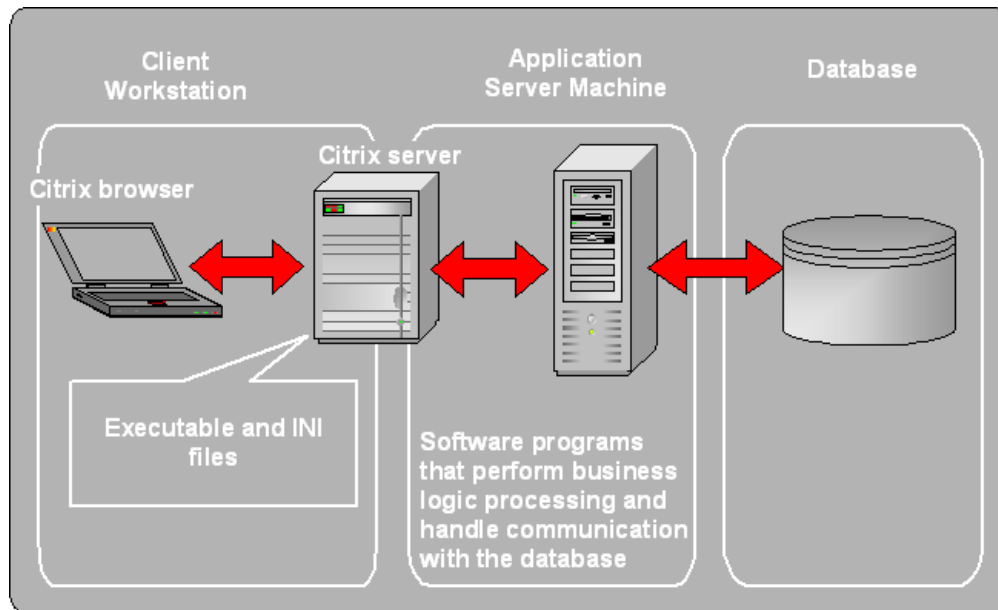 Client
Workstation
Application
Server Machine
Database
Citrix server
Citrix browser
Executable and INI
files
Software programs
that perform business
logic processing and
handle communication
with the database